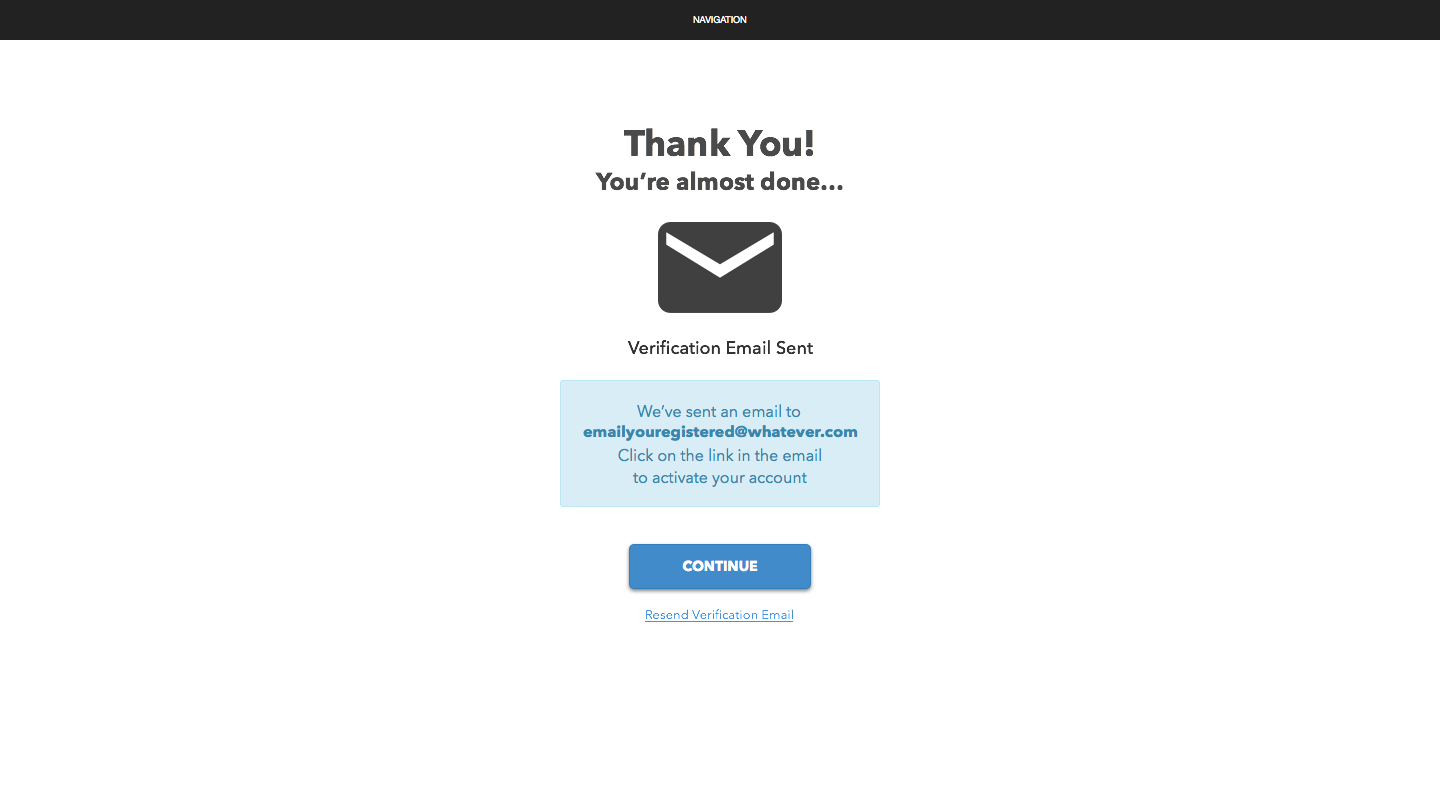 NAVIGATION
Thank You!
You’re almost done...
Verification Email Sent
We’ve sent an email to
emailyouregistered@whatever.com
Click on the link in the email
to activate your account
CONTINUE
Resend Verification Email